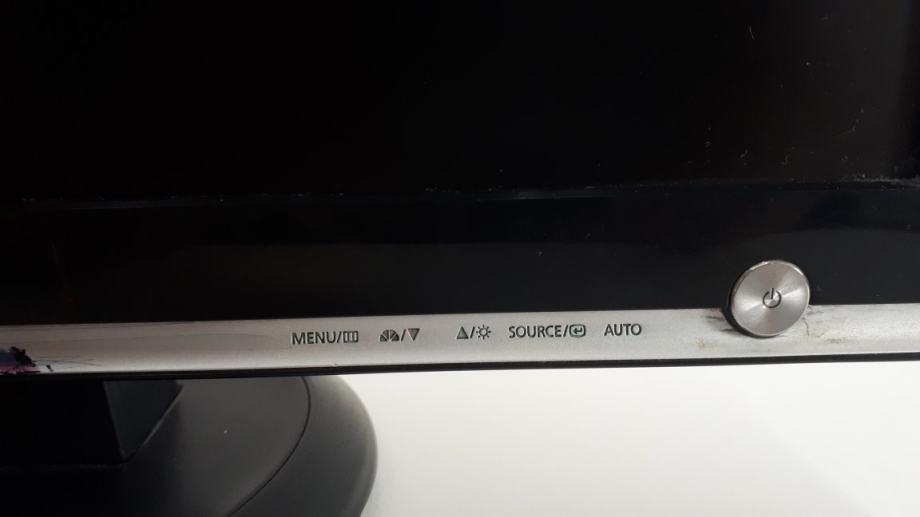 MENU/ /▼ ▲/ SOURCE/ AUTO